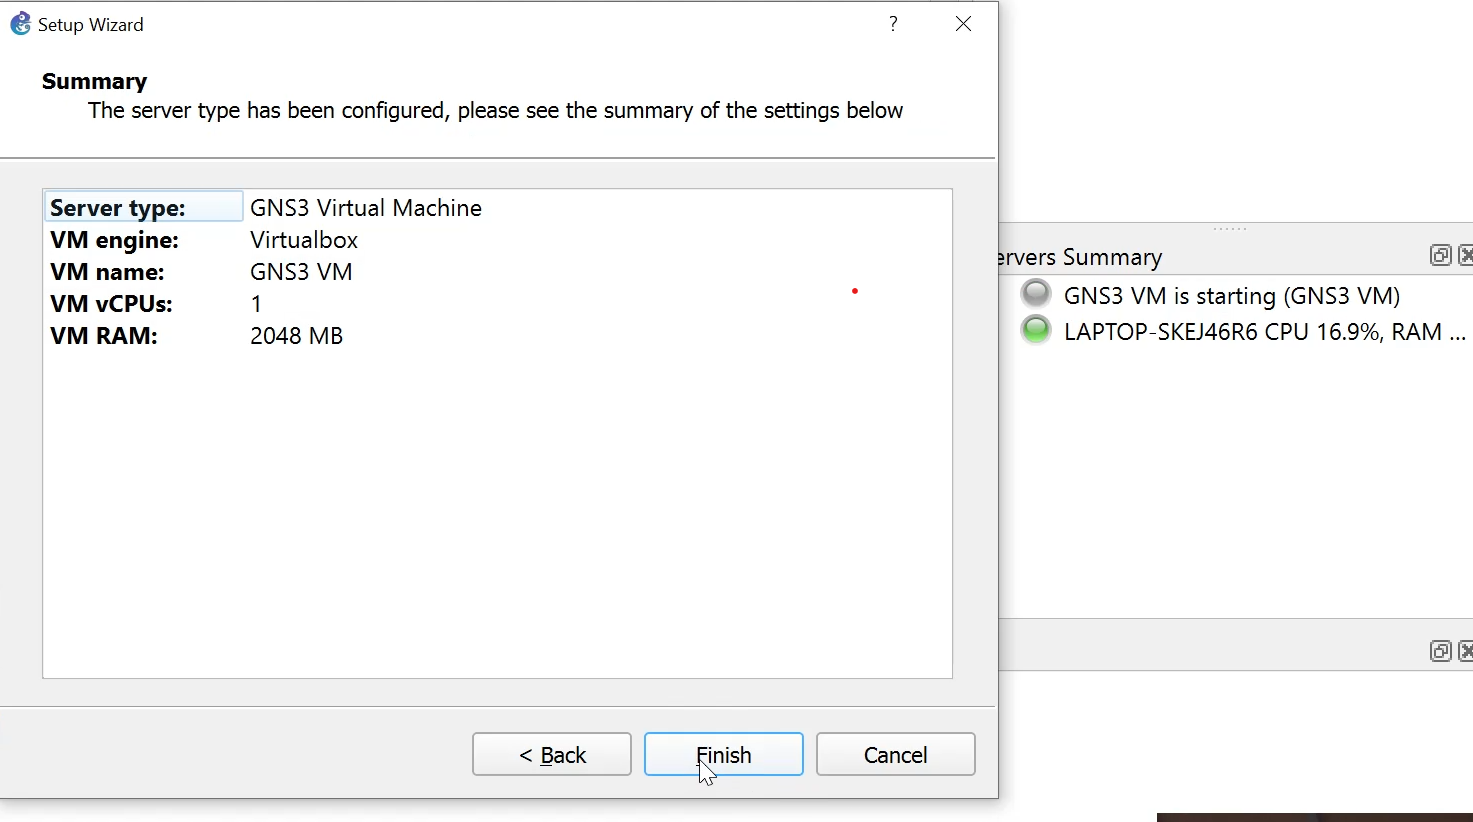 Setup Wizard
?
Summary
The server type has been configured, please see the summary of the settings below
Server type: GNS3 Virtual Machine
VM engine: Virtualbox
VM name: GNS3 VM
VM vCPUs: 1
VM RAM: 2048 MB
< Back
Finish
Cancel
ervers Summary
GNS3 VM is starting (GNS3 VM)
LAPTOP-SKEJ46R6 CPU 16.9%, RAM ...